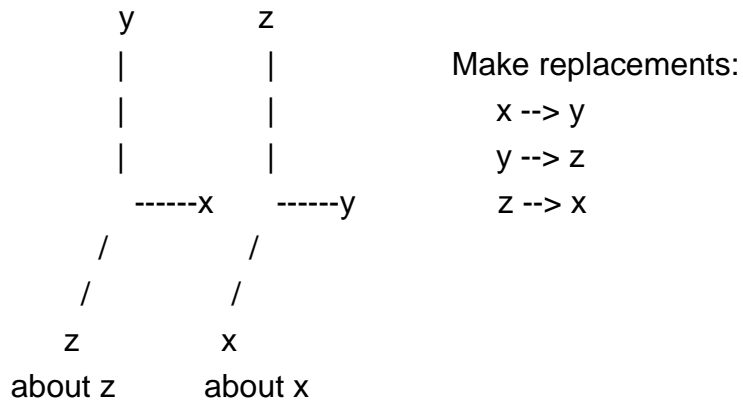 y z
| | Make replacements:
| | x --> y
| | y --> z
------x ------y z --> x
/ /
/ /
z x
about z about x